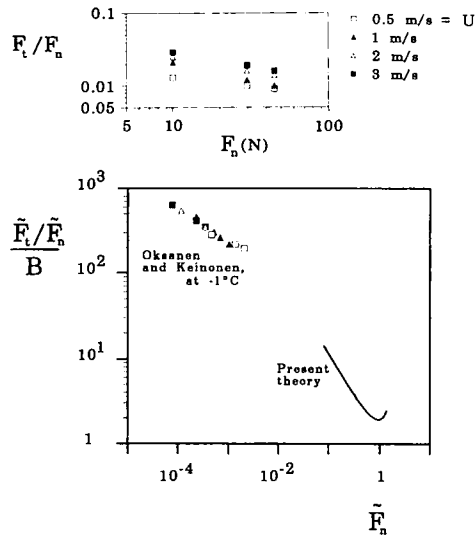 0.1
F_t/F_n
□ 0.5 m/s = U
▲ 1 m/s
△ 2 m/s
■ 3 m/s
0.01
0.05
5 10 100
F_n(N)
10^3
F̃_t/F̃_n
B
10^2
Oksanen
and Keinonen,
at -1°C
10^1
Present
theory
1
10^-4 10^-2 1
F̃_n